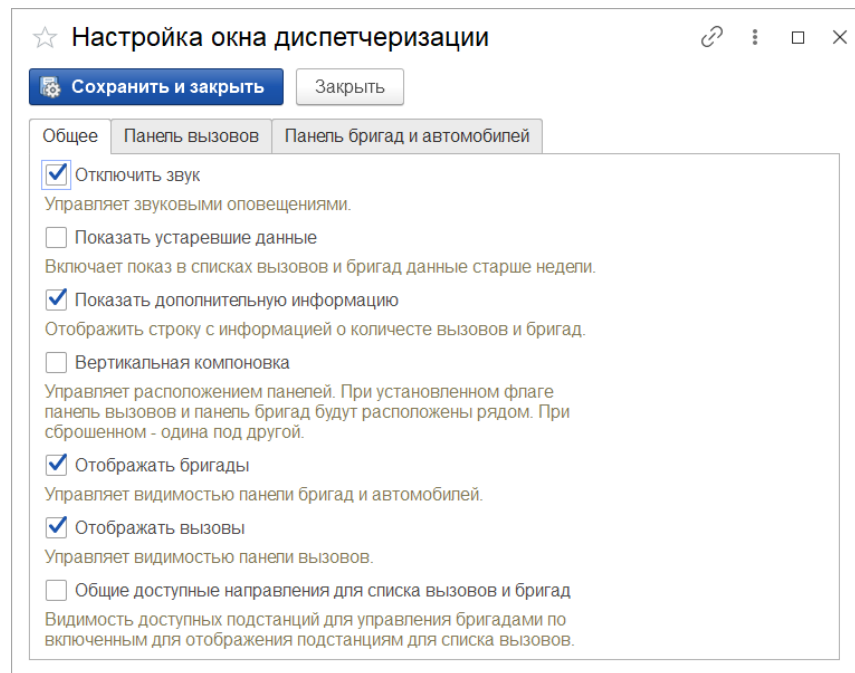 Настройка окна диспетчеризации
Сохранить и закрыть
Закрыть
Общее
Панель вызовов
Панель бригад и автомобилей
Отключить звук
Управляет звуковыми оповещениями.
Показать устаревшие данные
Включает показ в списках вызовов и бригад данные старше недели.
Показать дополнительную информацию
Отображить строку с информацией о количесте вызовов и бригад.
Вертикальная компоновка
Управляет расположением панелей. При установленном флаге
панель вызовов и панель бригад будут расположены рядом. При
сброшенном - одина под другой.
Отображать бригады
Управляет видимостью панели бригад и автомобилей.
Отображать вызовы
Управляет видимостью панели вызовов.
Общие доступные направления для списка вызовов и бригад
Видимость доступных подстанций для управления бригадами по
включенным для отображения подстанциям для списка вызовов.